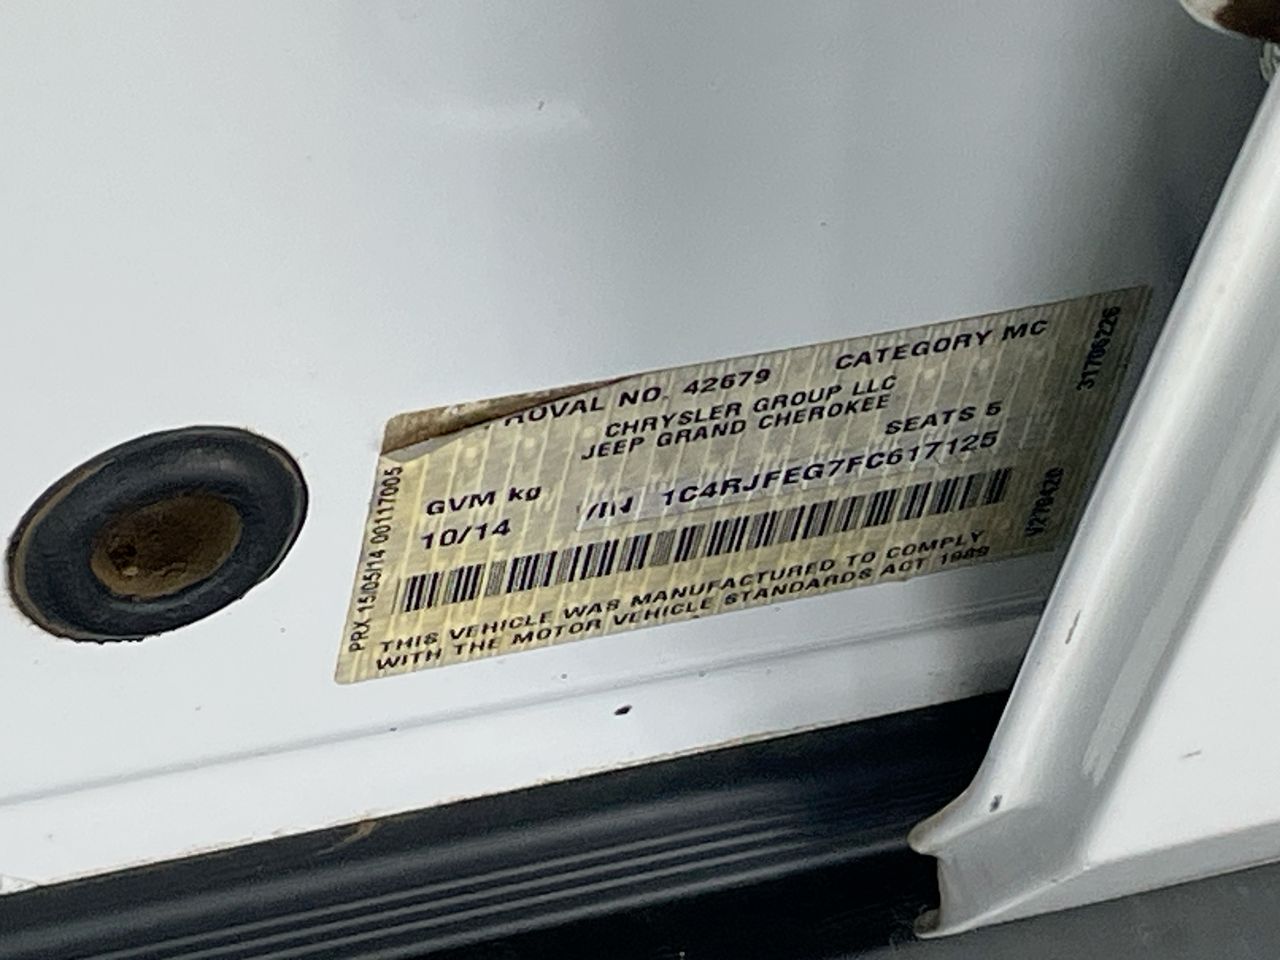 ROVAL NO. 42679 CATEGORY MC
CHRYSLER GROUP LLC
JEEP GRAND CHEROKEE
SEATS 5
GVM kg VIN 1C4RJFEG7FC617125
10/14
THIS VEHICLE WAS MANUFACTURED TO COMPLY
WITH THE MOTOR VEHICLE STANDARDS ACT 1989
PRX 15/05/14 00117005
31706226